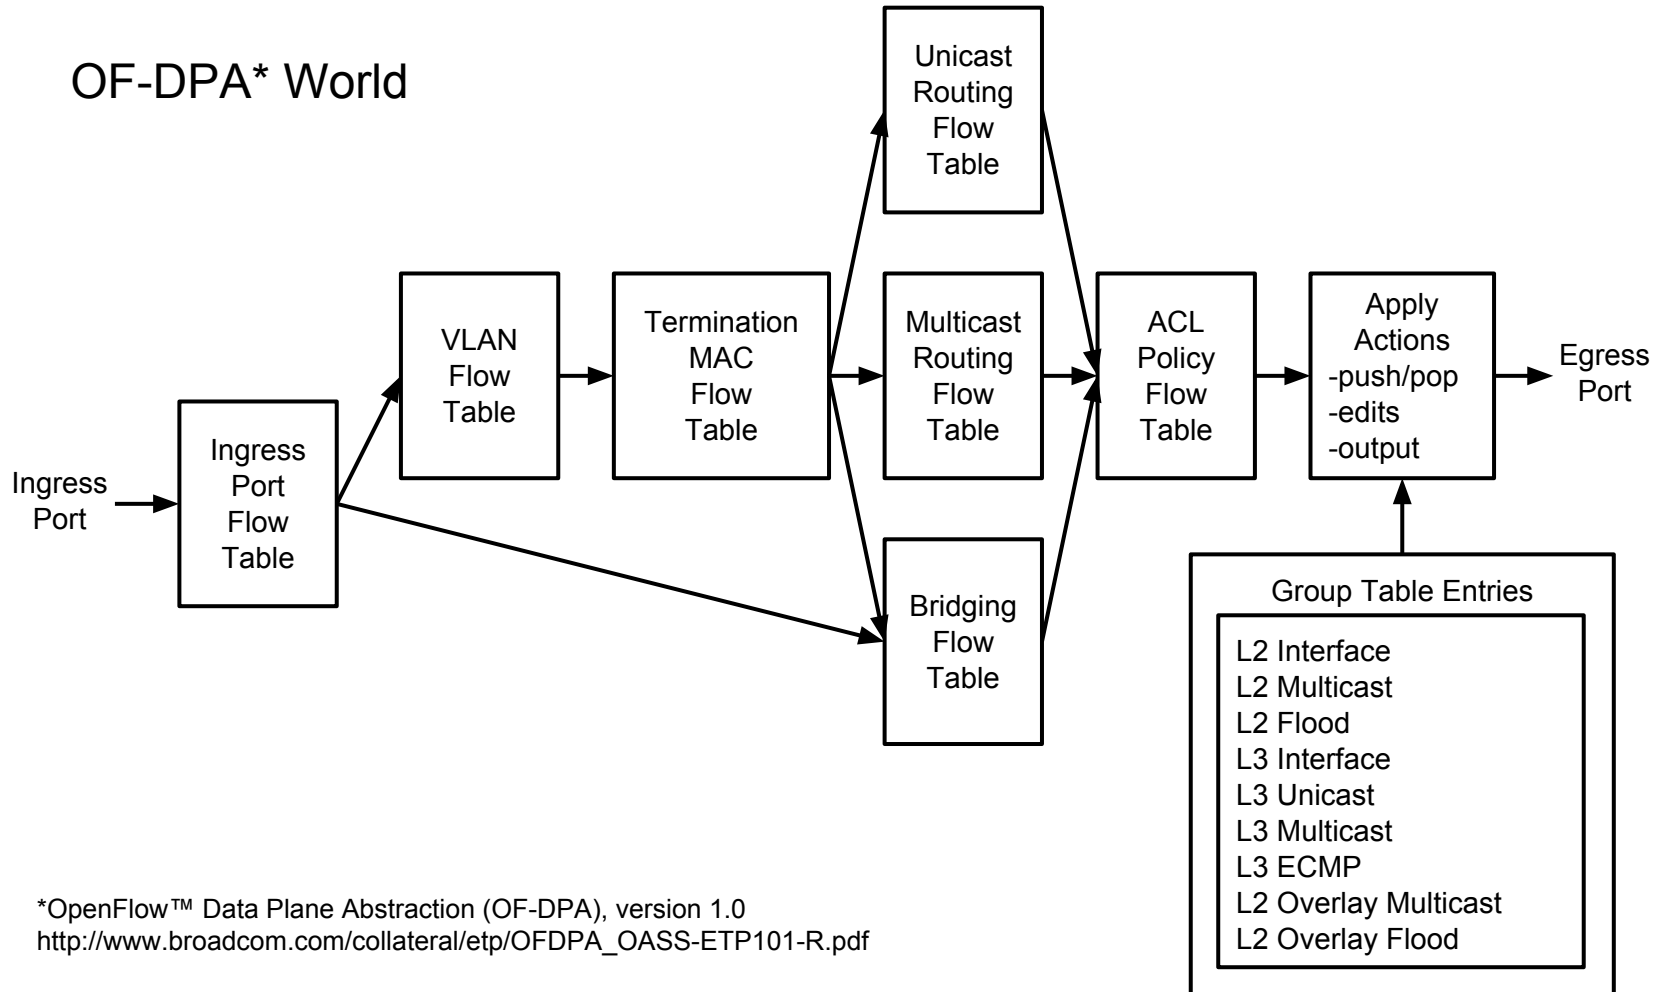 OF-DPA* World
Ingress
Port
Ingress
Port
Flow
Table
VLAN
Flow
Table
Termination
MAC
Flow
Table
Unicast
Routing
Flow
Table
Multicast
Routing
Flow
Table
Bridging
Flow
Table
ACL
Policy
Flow
Table
Apply
Actions
-push/pop
-edits
-output
Egress
Port
Group Table Entries
L2 Interface
L2 Multicast
L2 Flood
L3 Interface
L3 Unicast
L3 Multicast
L3 ECMP
L2 Overlay Multicast
L2 Overlay Flood
*OpenFlow™ Data Plane Abstraction (OF-DPA), version 1.0
http://www.broadcom.com/collateral/etp/OFDPA_OASS-ETP101-R.pdf